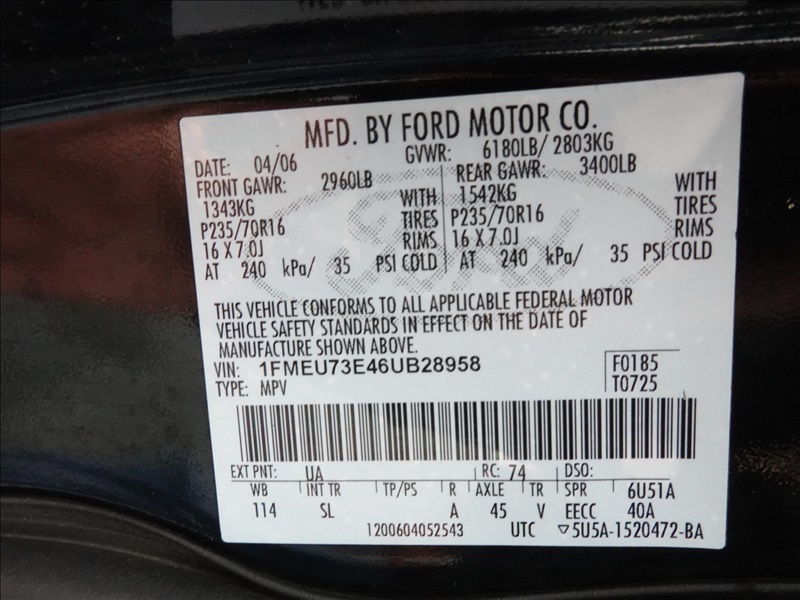 MFD. BY FORD MOTOR CO.
DATE: 04/06 GVWR: 6180LB/ 2803KG
FRONT GAWR: 2960LB REAR GAWR: 3400LB
1343KG WITH 1542KG WITH
P235/70R16 TIRES P235/70R16 TIRES
16 X 7.0J RIMS 16 X 7.0J RIMS
AT 240 kPa/ 35 PSI COLD AT 240 kPa/ 35 PSI COLD
Ford
THIS VEHICLE CONFORMS TO ALL APPLICABLE FEDERAL MOTOR
VEHICLE SAFETY STANDARDS IN EFFECT ON THE DATE OF
MANUFACTURE SHOWN ABOVE.
VIN: 1FMEU73E46UB28958 F0185
TYPE: MPV T0725
EXT PNT: UA RC: 74 DSO:
WB INT TR TP/PS R AXLE TR SPR 6U51A
114 SL A 45 V EECC 40A
1200604052543 UTC ▽5U5A-1520472-BA